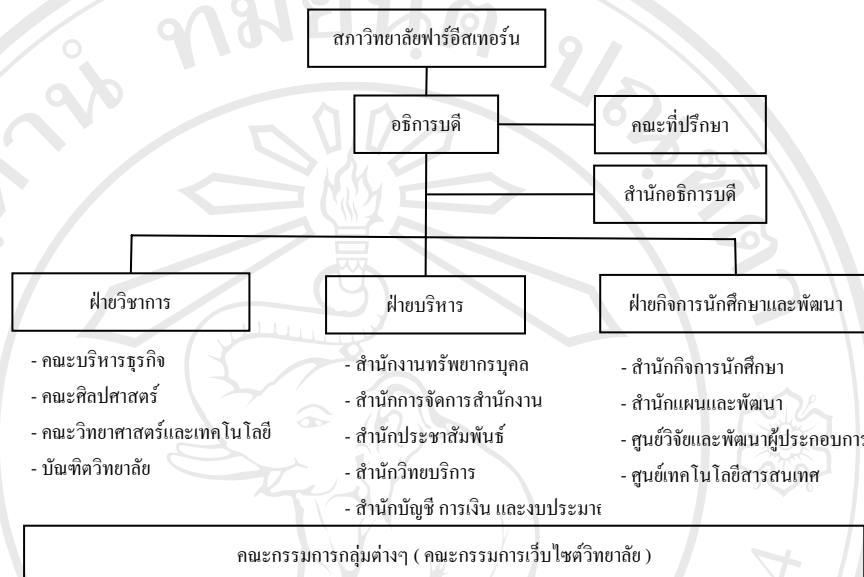 สภาวิทยาลัยฟาร์อีสเทอร์น
อธิการบดี
คณะที่ปรึกษา
สำนักอธิการบดี
ฝ่ายวิชาการ
- คณะบริหารธุรกิจ
- คณะศิลปศาสตร์
- คณะวิทยาศาสตร์และเทคโนโลยี
- บัณฑิตวิทยาลัย
ฝ่ายบริหาร
- สำนักงานทรัพยากรบุคล
- สำนักการจัดการสำนักงาน
- สำนักประชาสัมพันธ์
- สำนักวิทยบริการ
- สำนักบัญชี การเงิน และงบประมา
ฝ่ายกิจการนักศึกษาและพัฒนา
- สำนักกิจการนักศึกษา
- สำนักแผนและพัฒนา
- ศูนย์วิจัยและพัฒนาผู้ประกอบการ
- ศูนย์เทคโนโลยีสารสนเทศ
คณะกรรมการกลุ่มต่างๆ ( คณะกรรมการเว็บไซต์วิทยาลัย )